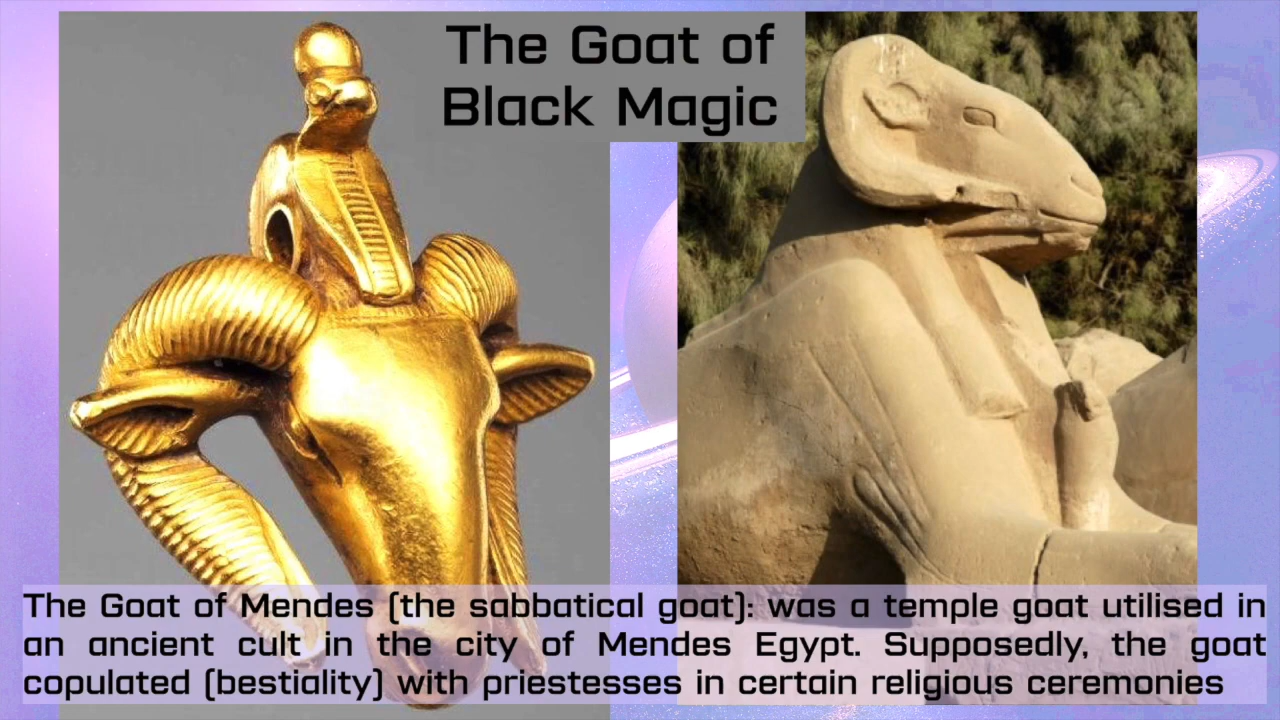 The Goat of
Black Magic
The Goat of Mendes (the sabbatical goat): was a temple goat utilised in
an ancient cult in the city of Mendes Egypt. Supposedly, the goat
copulated (bestiality) with priestesses in certain religious ceremonies